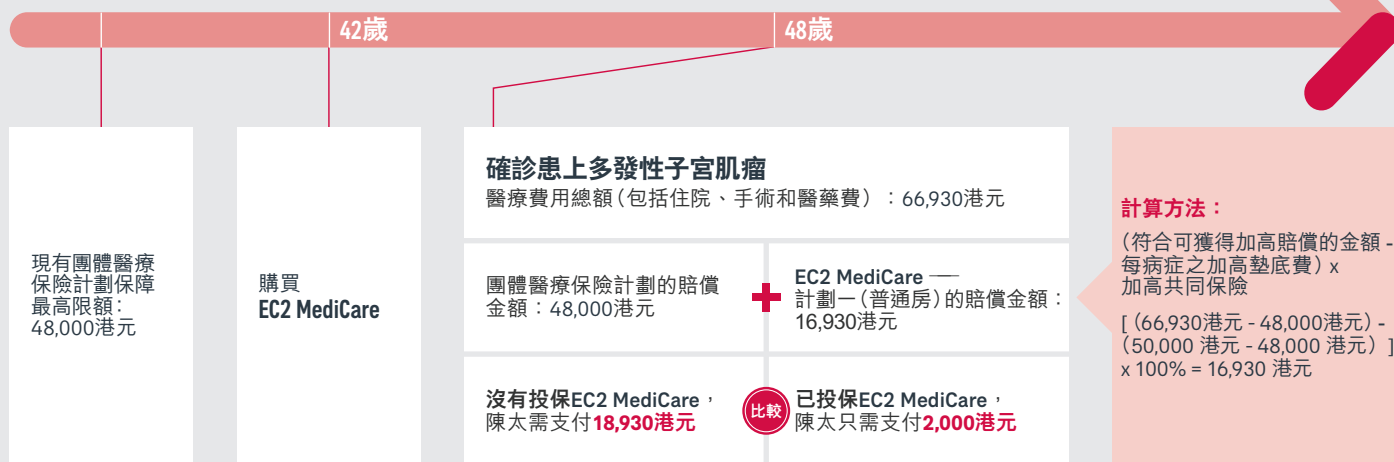 42歲
48歲
現有團體醫療
保險計劃保障
最高限額：
48,000港元
購買
EC2 MediCare
確診患上多發性子宮肌瘤
醫療費用總額（包括住院、手術和醫藥費）：66,930港元
團體醫療保險計劃的賠償
金額：48,000港元
EC2 MediCare —
計劃一（普通房）的賠償金額：
16,930港元
沒有投保EC2 MediCare，
陳太需支付18,930港元
比較
已投保EC2 MediCare，
陳太只需支付2,000港元
計算方法：
（符合可獲得加高賠償的金額 -
每病症之加高墊底費）x
加高共同保險
[（66,930港元 - 48,000港元）-
（50,000 港元 - 48,000 港元）]
x 100% = 16,930 港元